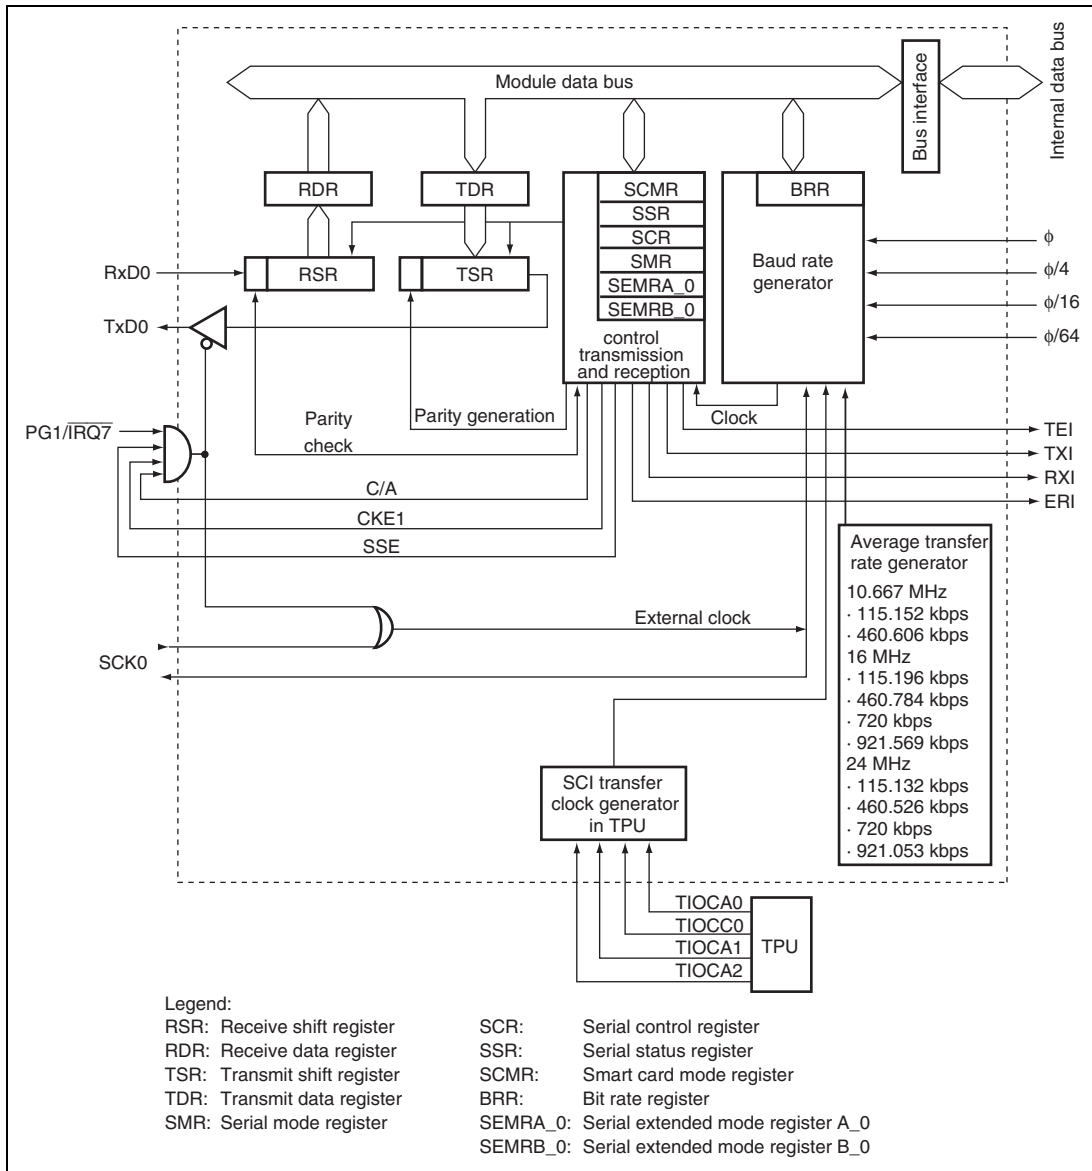 Module data bus
Bus interface
Internal data bus
RDR
TDR
SCMR
SSR
SCR
SMR
SEMRA_0
SEMRB_0
control
transmission
and reception
BRR
Baud rate
generator
ϕ
ϕ/4
ϕ/16
ϕ/64
RxD0
RSR
TSR
TxD0
Parity
check
Parity generation
Clock
PG1/IRQ7
TEI
TXI
RXI
ERI
C/A
CKE1
SSE
Average transfer
rate generator
10.667 MHz
· 115.152 kbps
· 460.606 kbps
16 MHz
· 115.196 kbps
· 460.784 kbps
· 720 kbps
· 921.569 kbps
24 MHz
· 115.132 kbps
· 460.526 kbps
· 720 kbps
· 921.053 kbps
External clock
SCK0
SCI transfer
clock generator
in TPU
TIOCA0
TIOCC0
TIOCA1
TIOCA2
TPU
Legend:
RSR: Receive shift register
RDR: Receive data register
TSR: Transmit shift register
TDR: Transmit data register
SMR: Serial mode register
SCR: Serial control register
SSR: Serial status register
SCMR: Smart card mode register
BRR: Bit rate register
SEMRA_0: Serial extended mode register A_0
SEMRB_0: Serial extended mode register B_0